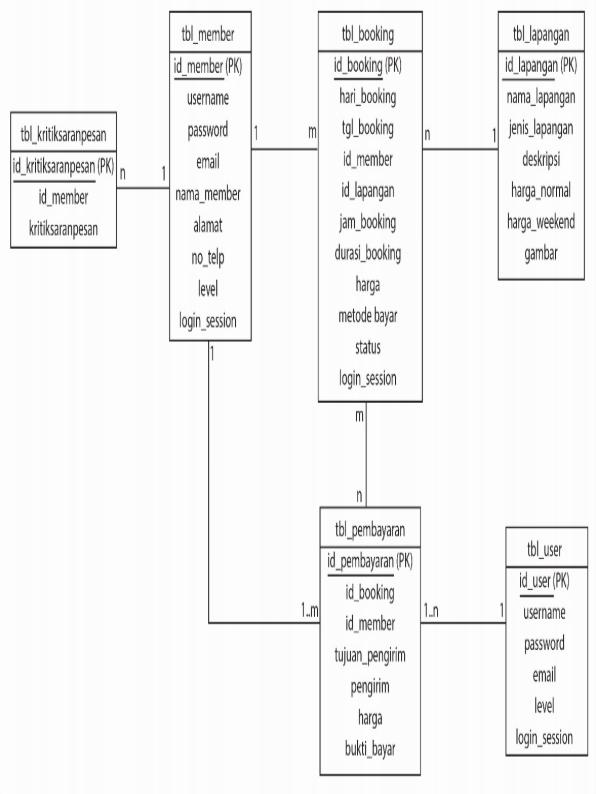 tbl_member
id_member (PK)
username
password
email
nama_member
alamat
no_telp
level
login_session
tbl_booking
id_booking (PK)
hari_booking
tgl_booking
id_member
id_lapangan
jam_booking
durasi_booking
harga
metode bayar
status
login_session
tbl_lapangan
id_lapangan (PK)
nama_lapangan
jenis_lapangan
deskripsi
harga_normal
harga_weekend
gambar
tbl_kritiksaranpesan
id_kritiksaranpesan (PK)
id_member
kritiksaranpesan
n
1
1
m
n
1
1
m
n
tbl_pembayaran
id_pembayaran (PK)
id_booking
id_member
tujuan_pengirim
pengirim
harga
bukti_bayar
1..m
1..n
1
tbl_user
id_user (PK)
username
password
email
level
login_session